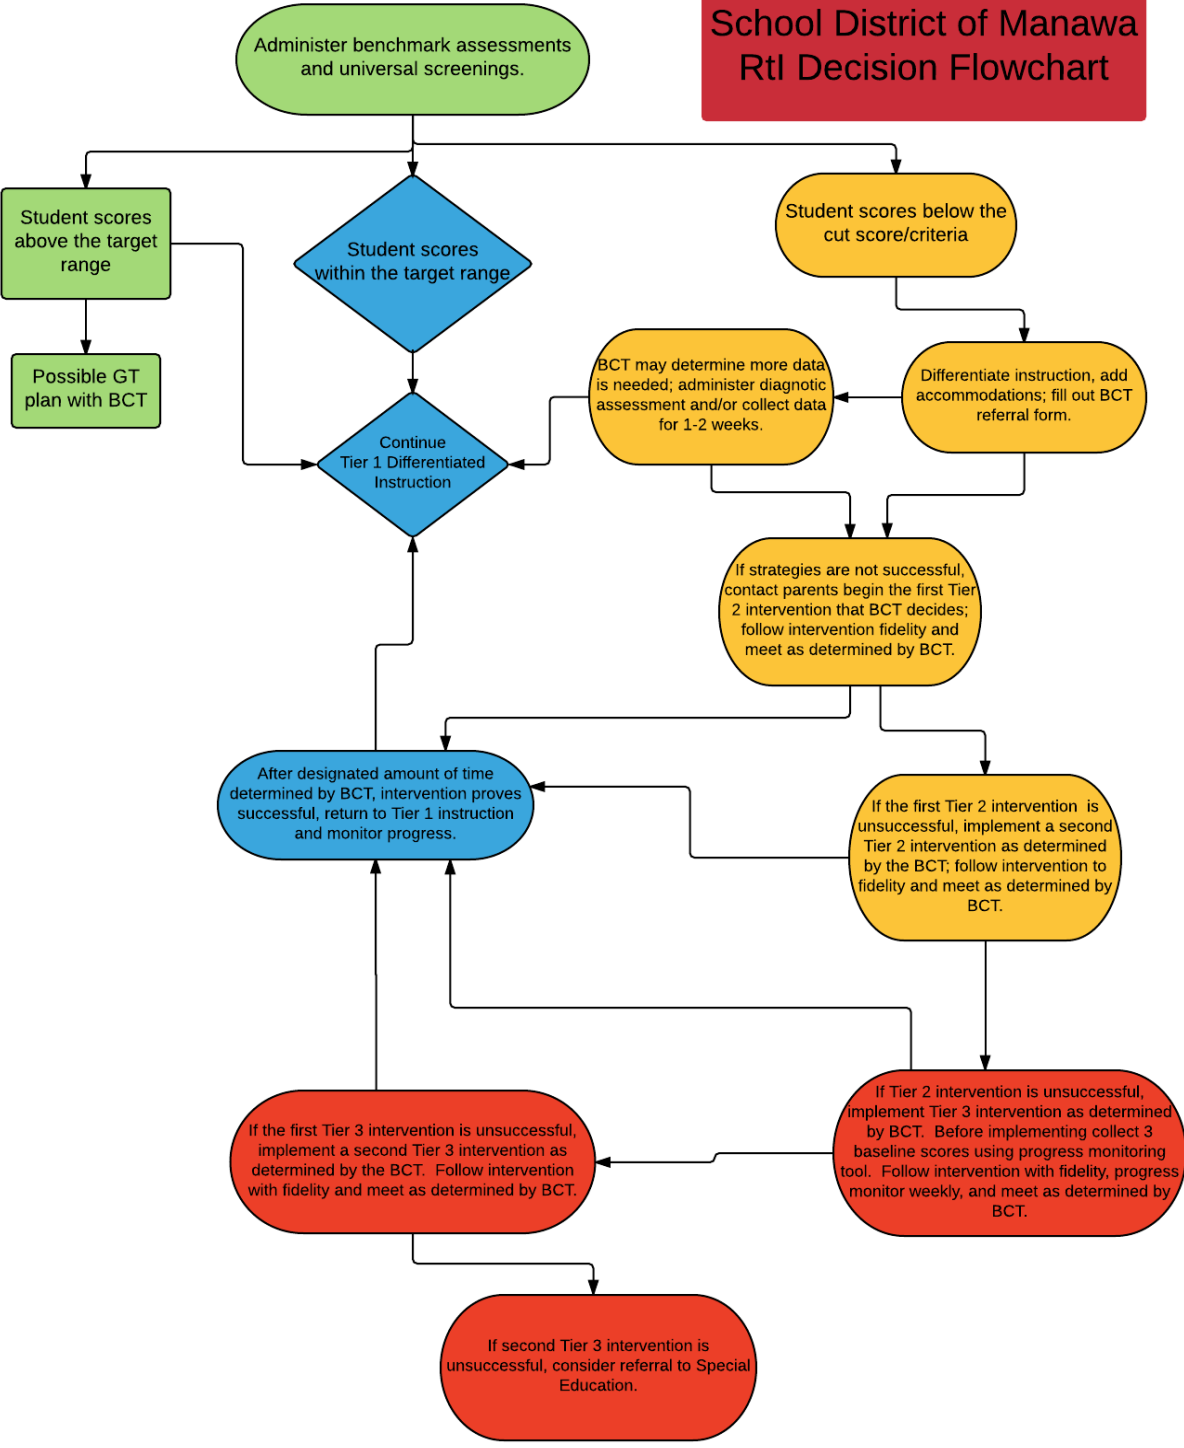 School District of Manawa
RtI Decision Flowchart
Administer benchmark assessments
and universal screenings.
Student scores
above the target
range
Student scores
within the target range
Student scores below the
cut score/criteria
Possible GT
plan with BCT
BCT may determine more data
is needed; administer diagnotic
assessment and/or collect data
for 1-2 weeks.
Differentiate instruction, add
accommodations; fill out BCT
referral form.
Continue
Tier 1 Differentiated
Instruction
If strategies are not successful,
contact parents begin the first Tier
2 intervention that BCT decides;
follow intervention fidelity and
meet as determined by BCT.
After designated amount of time
determined by BCT, intervention proves
successful, return to Tier 1 instruction
and monitor progress.
If the first Tier 2 intervention  is
unsuccessful, implement a second
Tier 2 intervention as determined
by the BCT; follow intervention to
fidelity and meet as determined by
BCT.
If the first Tier 3 intervention is unsuccessful,
implement a second Tier 3 intervention as
determined by the BCT.  Follow intervention
with fidelity and meet as determined by BCT.
If Tier 2 intervention is unsuccessful,
implement Tier 3 intervention as determined
by BCT.  Before implementing collect 3
baseline scores using progress monitoring
tool.  Follow intervention with fidelity, progress
monitor weekly, and meet as determined by
BCT.
If second Tier 3 intervention is
unsuccessful, consider referral to Special
Education.